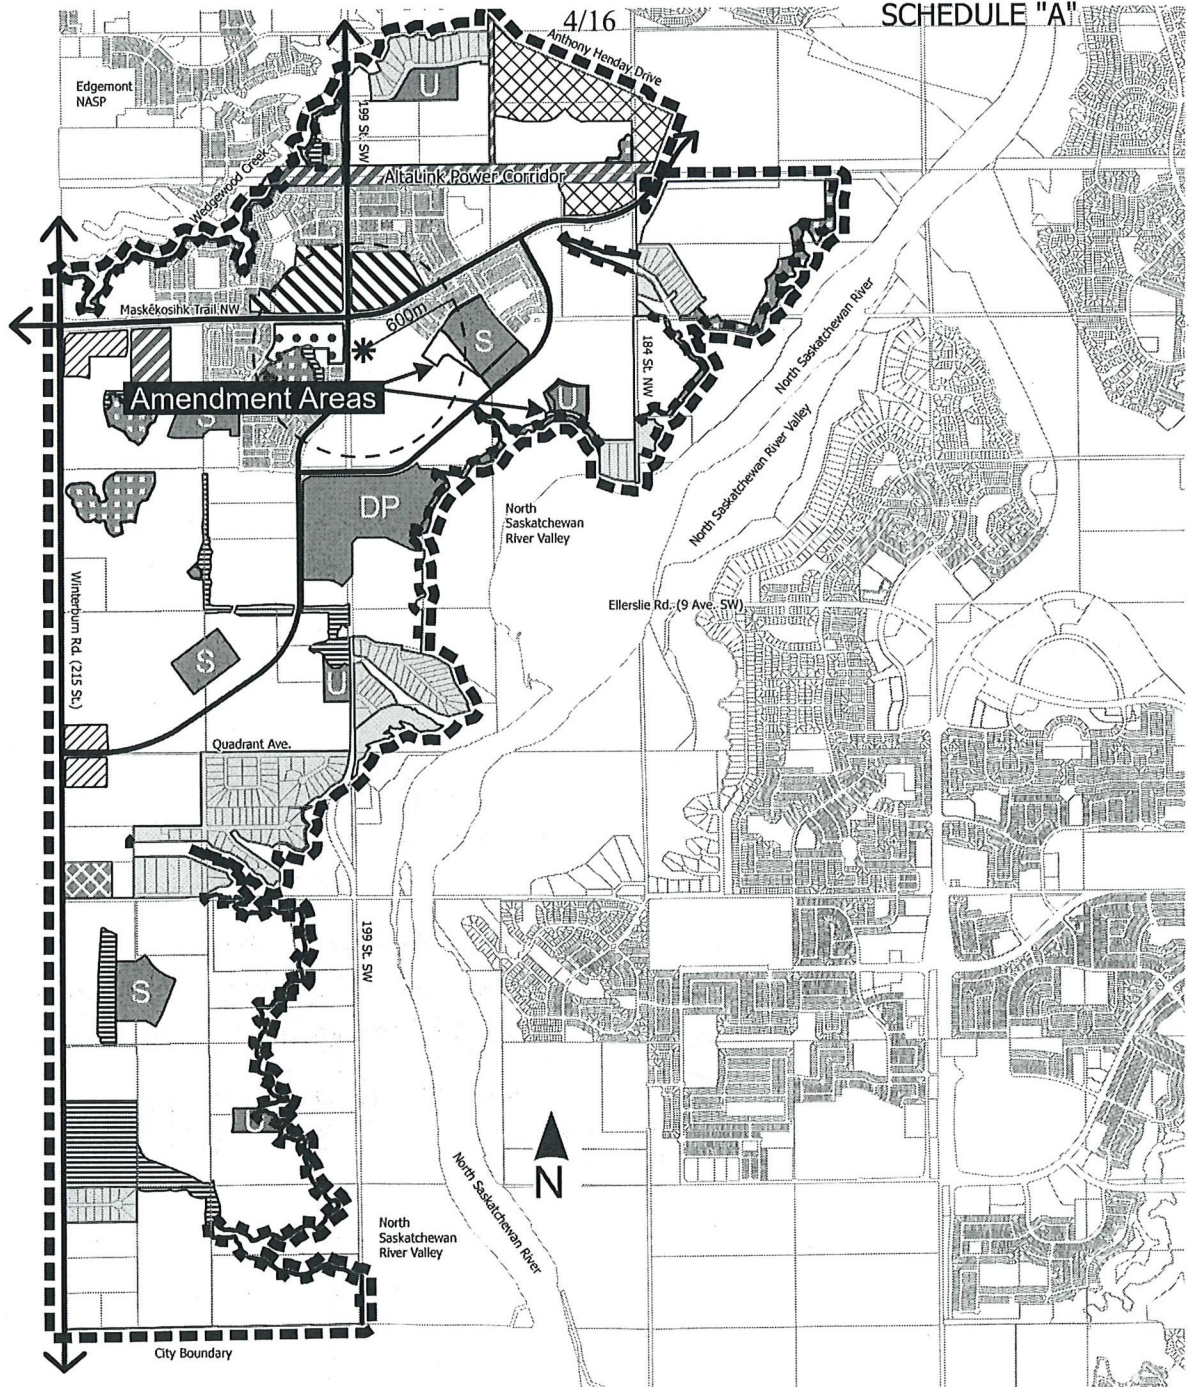 4/16
SCHEDULE "A"
Anthony Henday Drive
Edgemont
NASP
U
199 St. SW
AltaLink Power Corridor
Wedgewood Creek
Maskêkosihk Trail NW
600m
S
184 St. NW
North Saskatchewan River
Amendment Areas
U
S
North Saskatchewan River Valley
DP
North
Saskatchewan
River Valley
Winterburn Rd. (215 St.)
Ellerslie Rd. (9 Ave. SW)
S
U
Quadrant Ave.
199 St. SW
S
U
N
North Saskatchewan River
North
Saskatchewan
River Valley
City Boundary